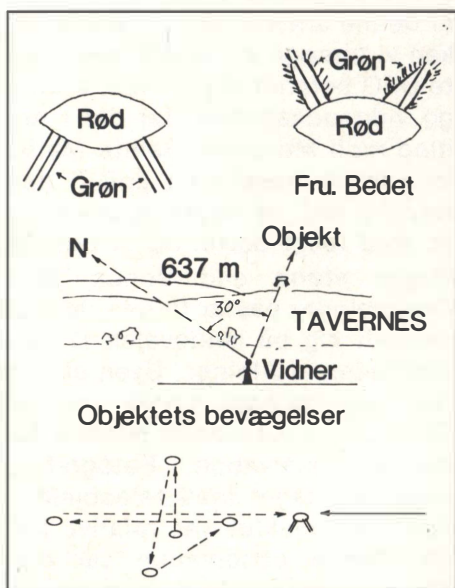 Rød
Grøn
Grøn
Rød
Fru. Bedet
Objekt
N
637 m
30°
TAVERNES
Vidner
Objektets bevægelser